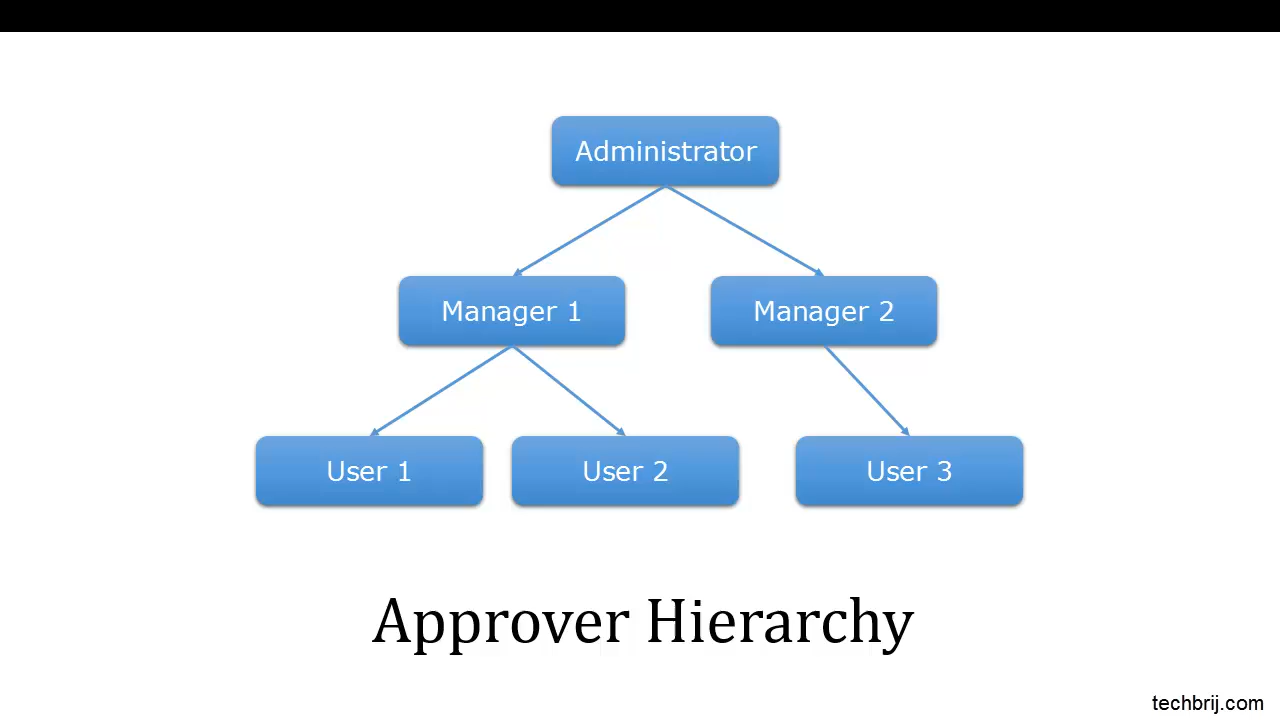 Administrator
Manager 1
Manager 2
User 1
User 2
User 3
Approver Hierarchy
techbrij.com